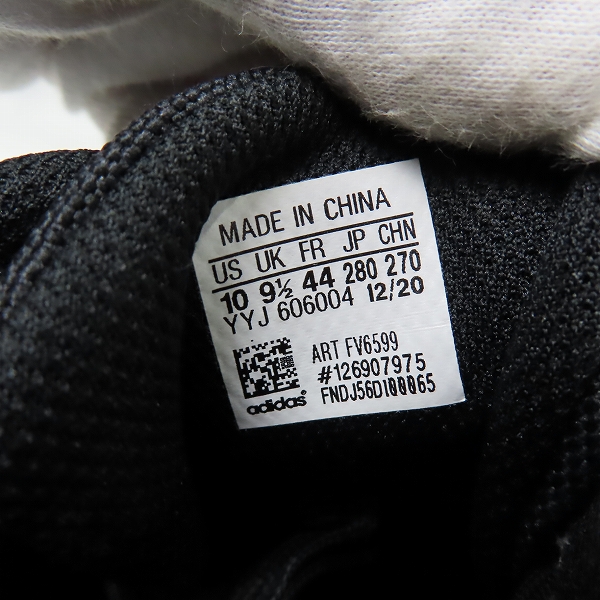 MADE IN CHINA
US UK FR JP CHN
10 9½ 44 280 270
YYJ 606004 12/20
ART FV6599
#126907975
FNDJ56D100065
adidas